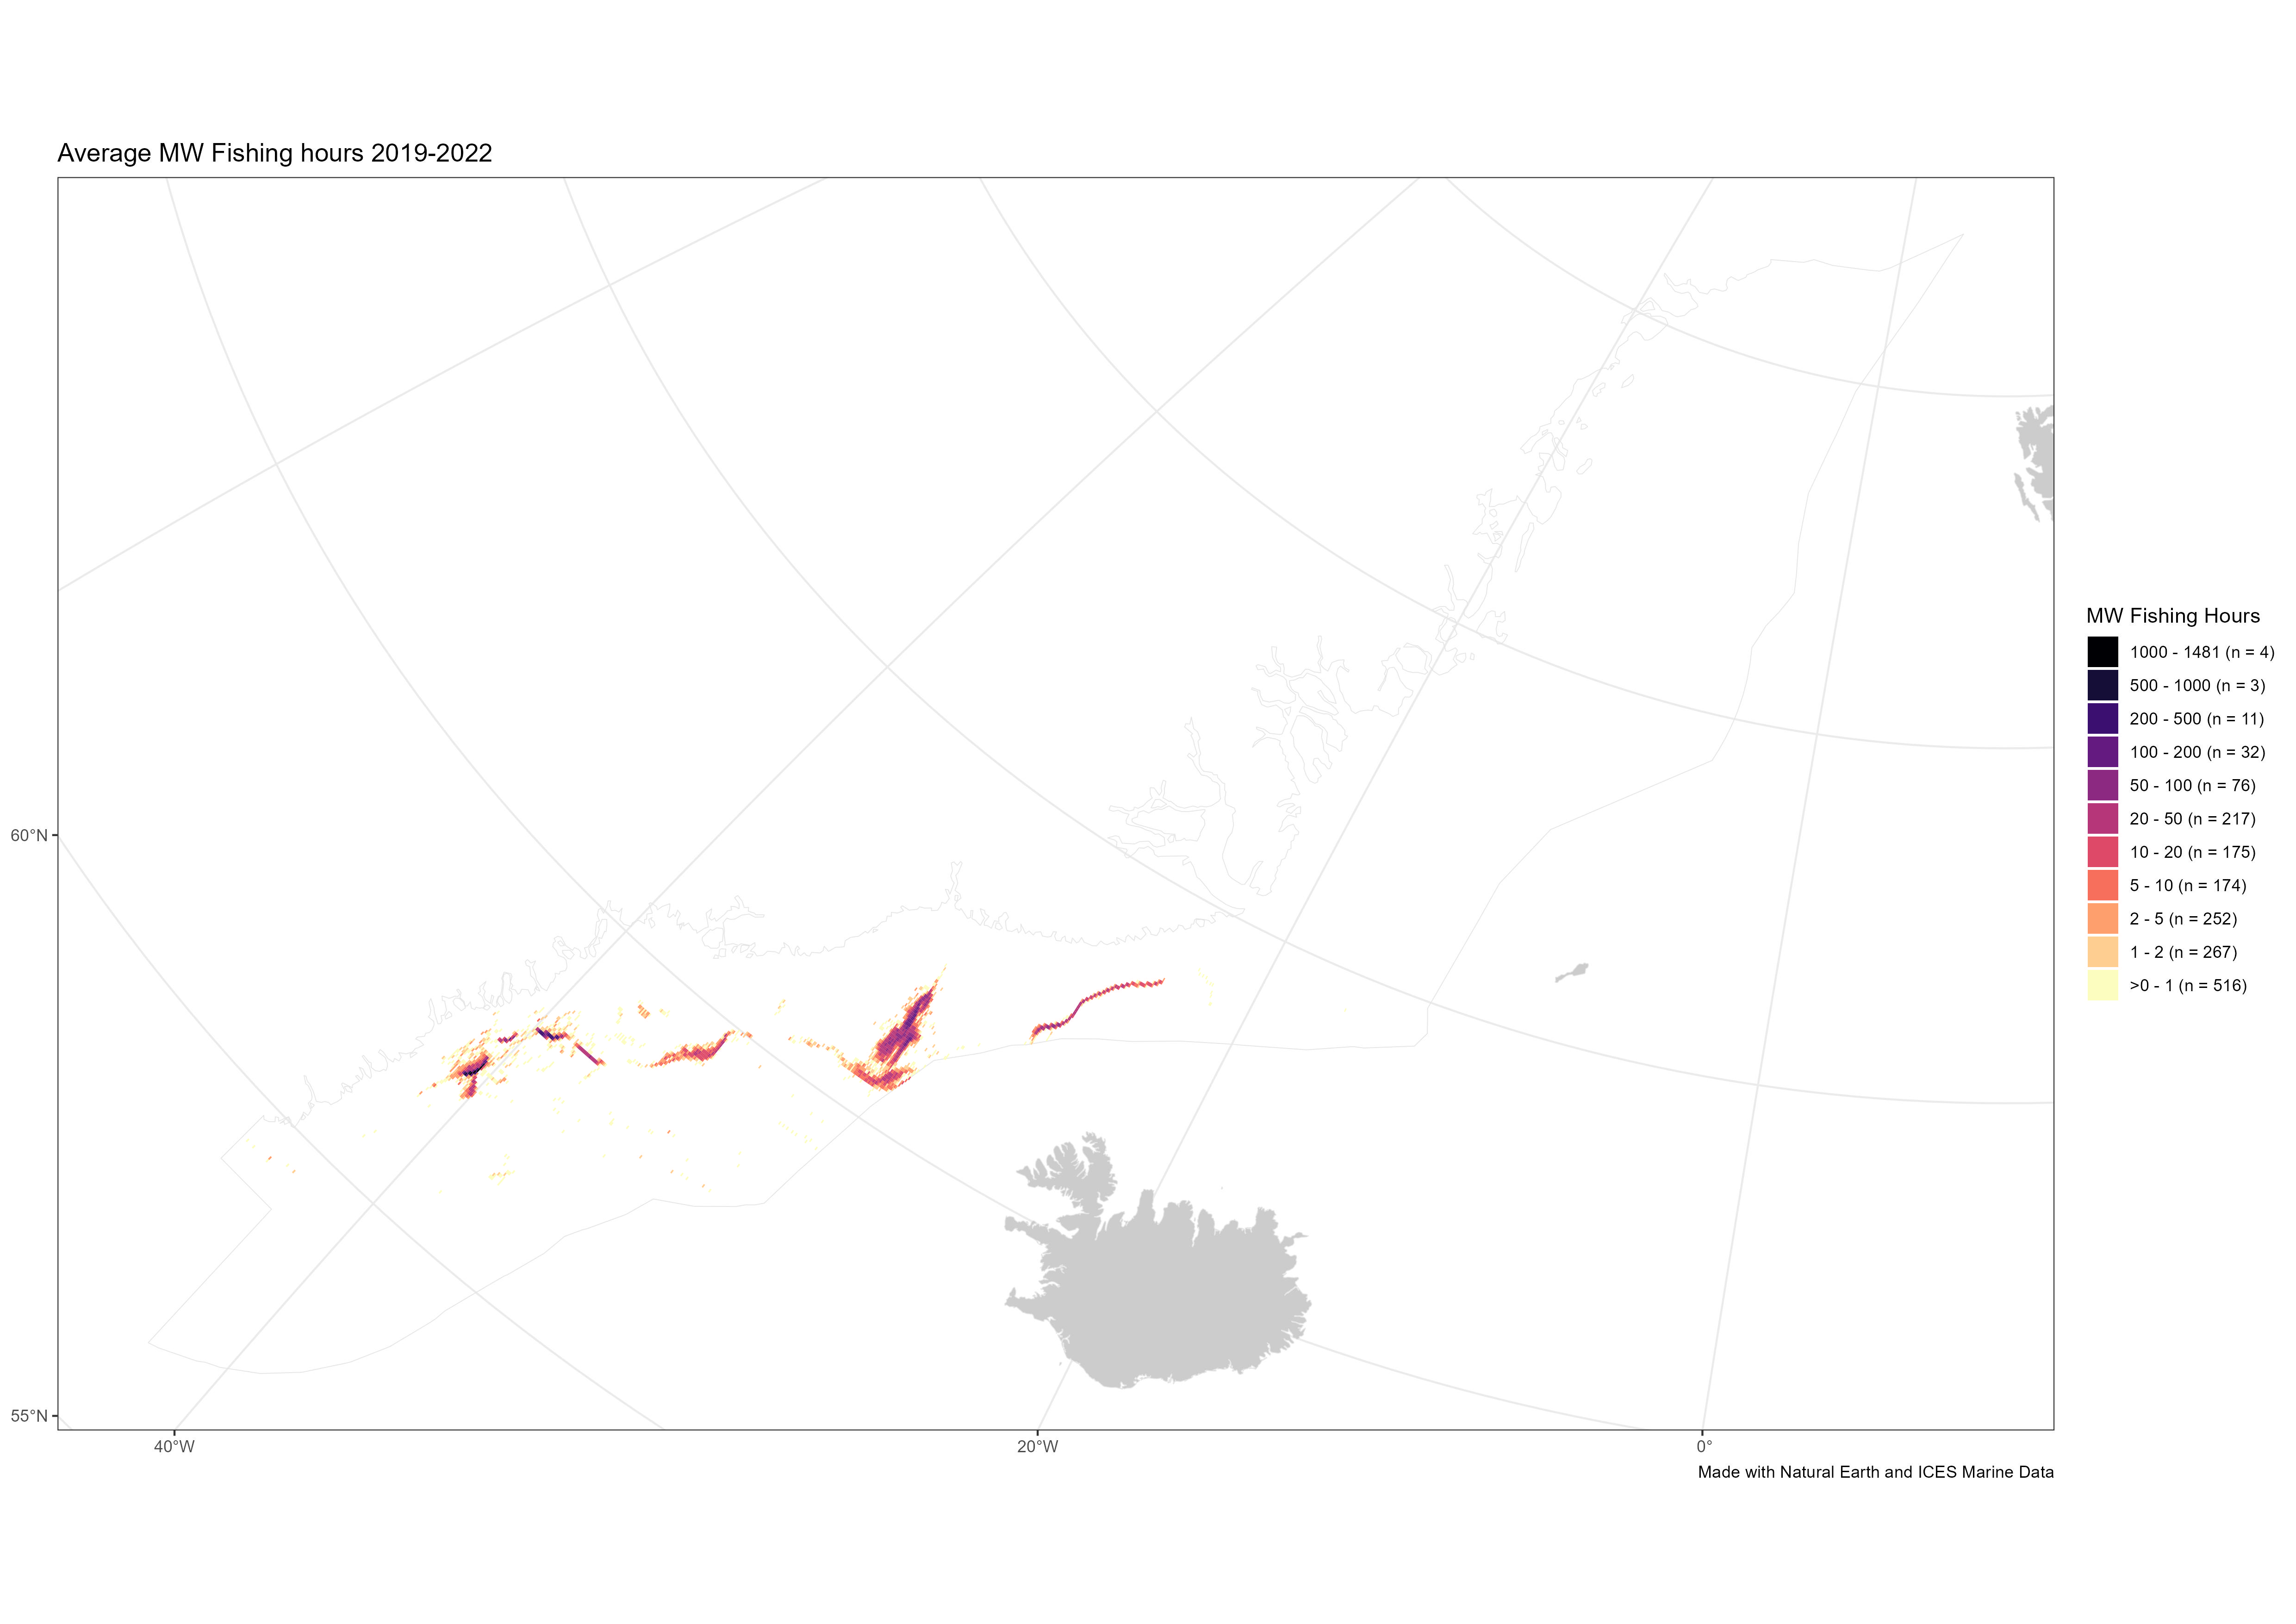 Average MW Fishing hours 2019-2022
60°N
55°N
40°W
20°W
0°
MW Fishing Hours
1000 - 1481 (n = 4)
500 - 1000 (n = 3)
200 - 500 (n = 11)
100 - 200 (n = 32)
50 - 100 (n = 76)
20 - 50 (n = 217)
10 - 20 (n = 175)
5 - 10 (n = 174)
2 - 5 (n = 252)
1 - 2 (n = 267)
>0 - 1 (n = 516)
Made with Natural Earth and ICES Marine Data